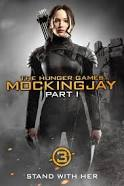 THE HUNGER GAMES
MOCKINGJAY
PART 1
3
STAND WITH HER